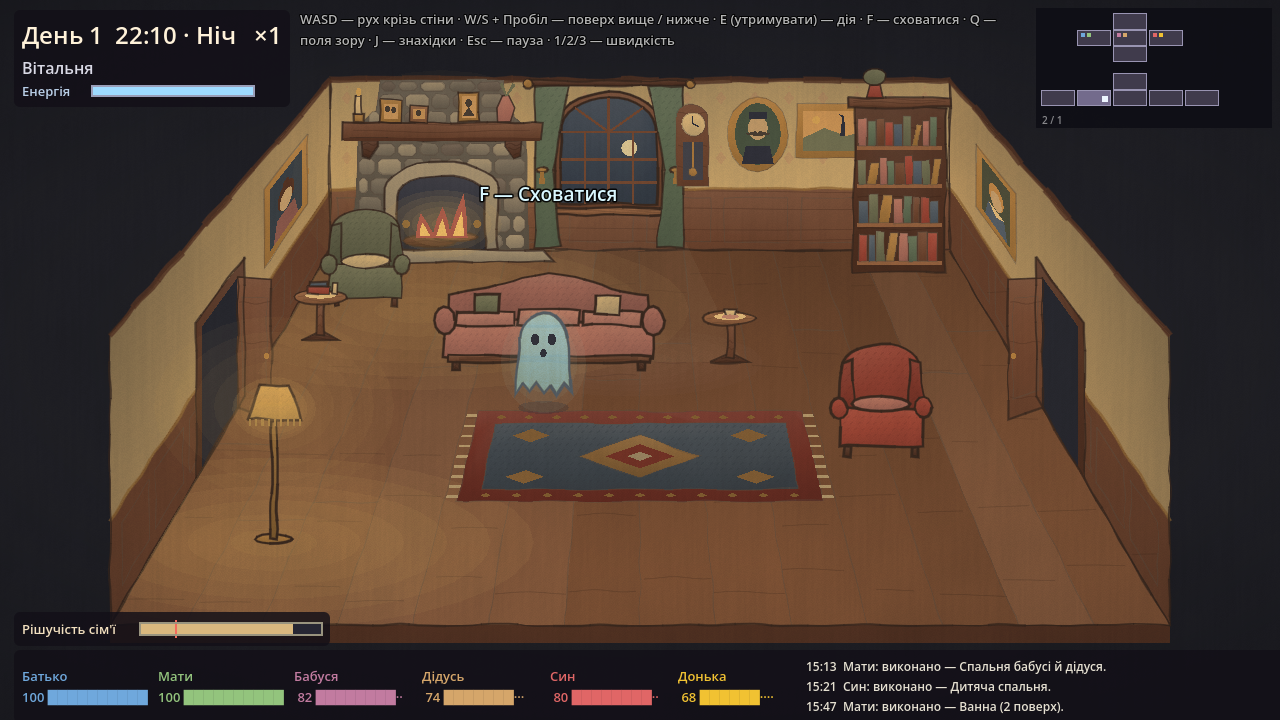 День 1 22:10 · Ніч ×1
Вітальня
Енергія
WASD — рух крізь стіни · W/S + Пробіл — поверх вище / нижче · E (утримувати) — дія · F — сховатися · Q —
поля зору · J — знахідки · Esc — пауза · 1/2/3 — швидкість
2 / 1
F — Сховатися
Рішучість сім'ї
Батько
100
Мати
100
Бабуся
82
Дідусь
74
Син
80
Донька
68
15:13 Мати: виконано — Спальня бабусі й дідуся.
15:21 Син: виконано — Дитяча спальня.
15:47 Мати: виконано — Ванна (2 поверх).